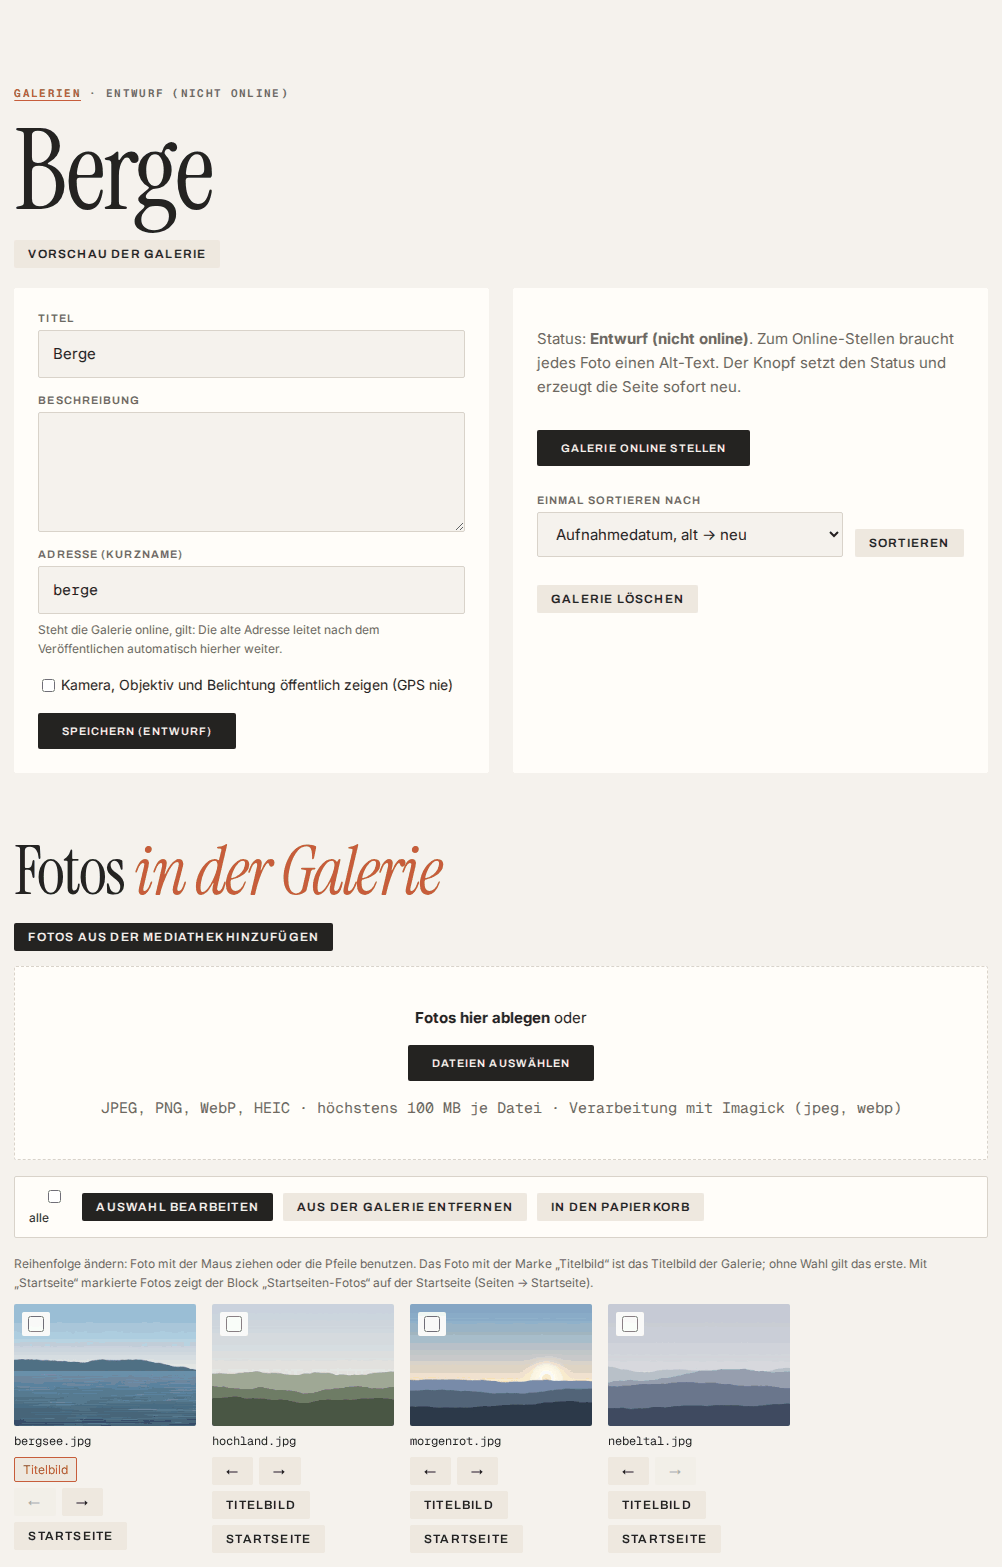 GALERIEN · ENTWURF (NICHT ONLINE)
Berge
VORSCHAU DER GALERIE
TITEL
Berge
BESCHREIBUNG
ADRESSE (KURZNAME)
berge
Steht die Galerie online, gilt: Die alte Adresse leitet nach dem
Veröffentlichen automatisch hierher weiter.
Kamera, Objektiv und Belichtung öffentlich zeigen (GPS nie)
SPEICHERN (ENTWURF)
Status: Entwurf (nicht online). Zum Online-Stellen braucht
jedes Foto einen Alt-Text. Der Knopf setzt den Status und
erzeugt die Seite sofort neu.
GALERIE ONLINE STELLEN
EINMAL SORTIEREN NACH
Aufnahmedatum, alt → neu
SORTIEREN
GALERIE LÖSCHEN
Fotos in der Galerie
FOTOS AUS DER MEDIATHEK HINZUFÜGEN
Fotos hier ablegen oder
DATEIEN AUSWÄHLEN
JPEG, PNG, WebP, HEIC · höchstens 100 MB je Datei · Verarbeitung mit Imagick (jpeg, webp)
alle
AUSWAHL BEARBEITEN
AUS DER GALERIE ENTFERNEN
IN DEN PAPIERKORB
Reihenfolge ändern: Foto mit der Maus ziehen oder die Pfeile benutzen. Das Foto mit der Marke „Titelbild“ ist das Titelbild der Galerie; ohne Wahl gilt das erste. Mit
„Startseite“ markierte Fotos zeigt der Block „Startseiten-Fotos“ auf der Startseite (Seiten → Startseite).
bergsee.jpg
Titelbild
← →
STARTSEITE
hochland.jpg
← →
TITELBILD
STARTSEITE
morgenrot.jpg
← →
TITELBILD
STARTSEITE
nebeltal.jpg
← →
TITELBILD
STARTSEITE